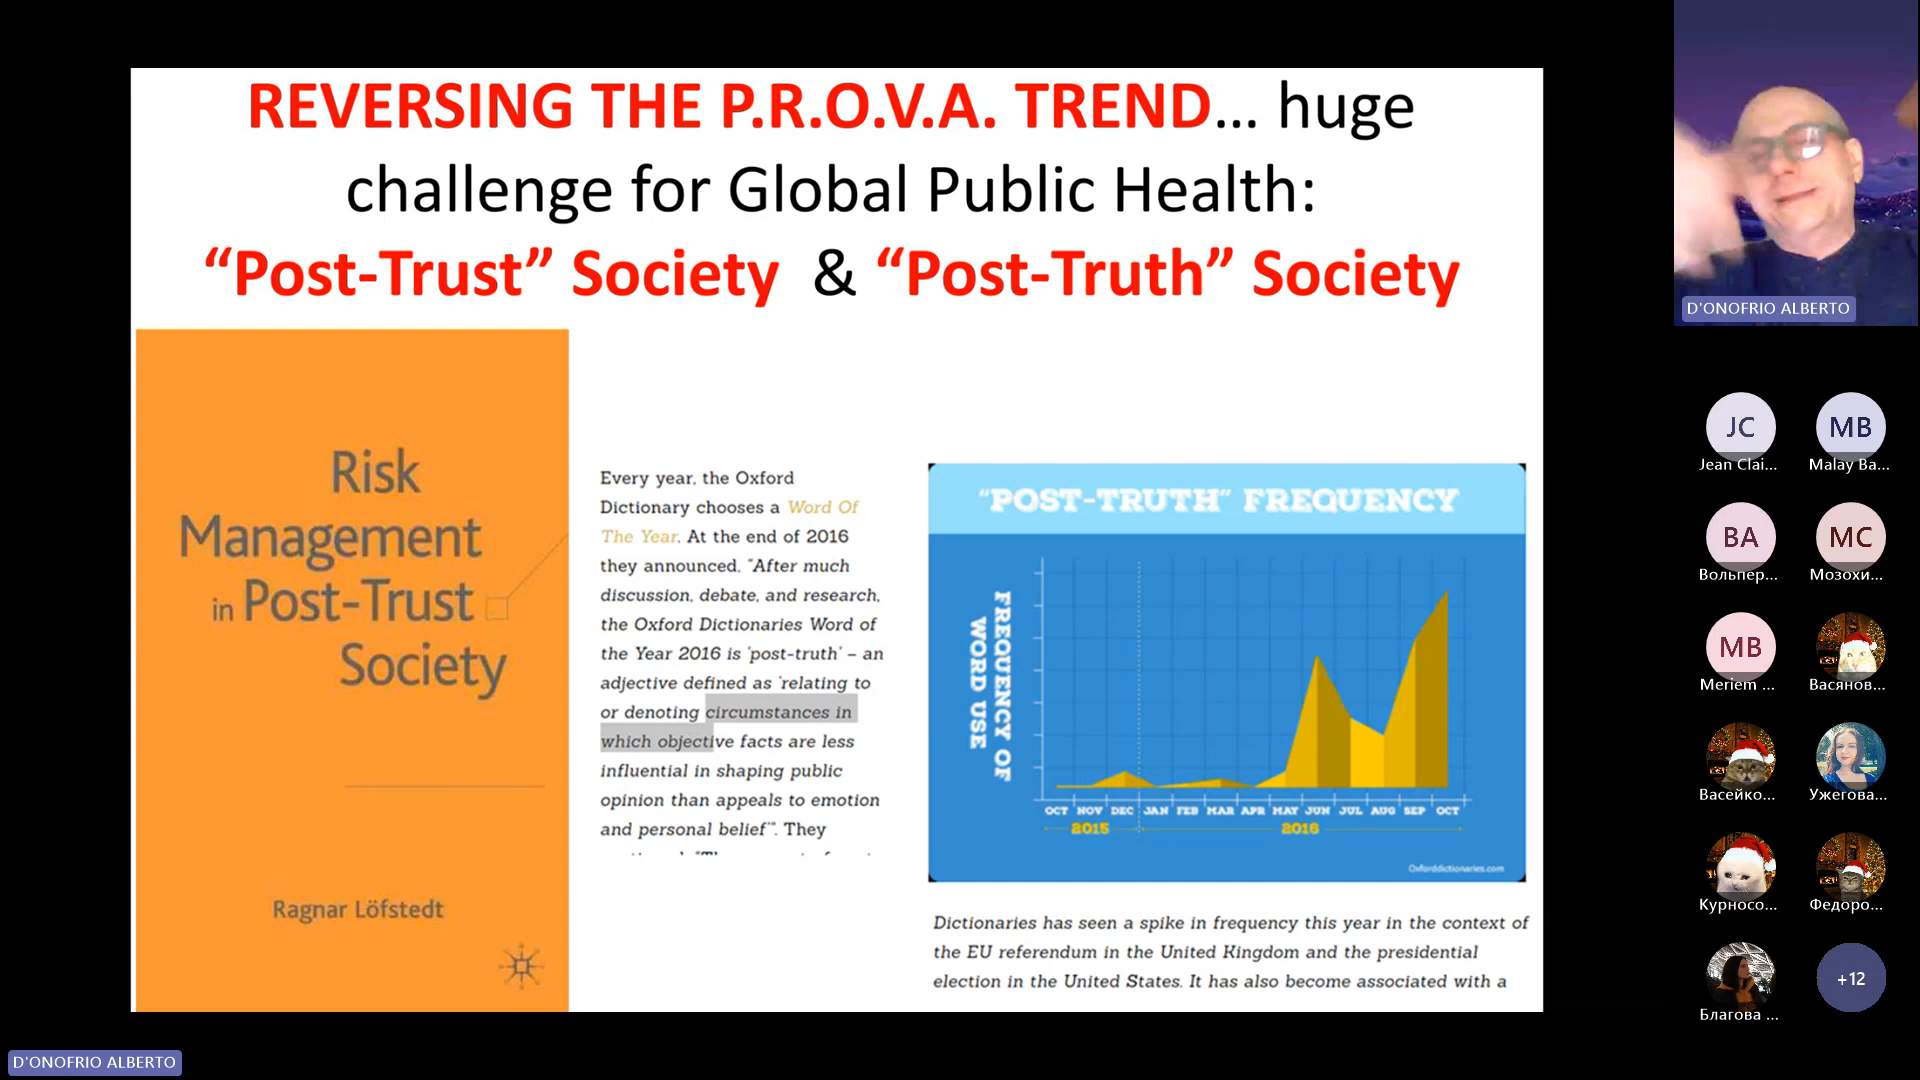 REVERSING THE P.R.O.V.A. TREND... huge
challenge for Global Public Health:
“Post-Trust” Society & “Post-Truth” Society
Risk
Management
in Post-Trust
Society
Ragnar Löfstedt
Every year, the Oxford
Dictionary chooses a Word Of
The Year. At the end of 2016
they announced, “After much
discussion, debate, and research,
the Oxford Dictionaries Word of
the Year 2016 is ‘post-truth’ – an
adjective defined as ‘relating to
or denoting circumstances in
which objective facts are less
influential in shaping public
opinion than appeals to emotion
and personal belief’”. They
“POST-TRUTH” FREQUENCY
FREQUENCY OF
WORD USE
OCT NOV DEC JAN FEB MAR APR MAY JUN JUL AUG SEP OCT
2015 2016
Oxforddictionaries.com
Dictionaries has seen a spike in frequency this year in the context of
the EU referendum in the United Kingdom and the presidential
election in the United States. It has also become associated with a
D'ONOFRIO ALBERTO
JC MB
Jean Clai... Malay Ba...
BA MC
Вольпер... Мозохи...
MB
Meriem ... Васянов...
Васейко... Ужегова...
Курносо... Федоро...
+12
Благова ...
D'ONOFRIO ALBERTO